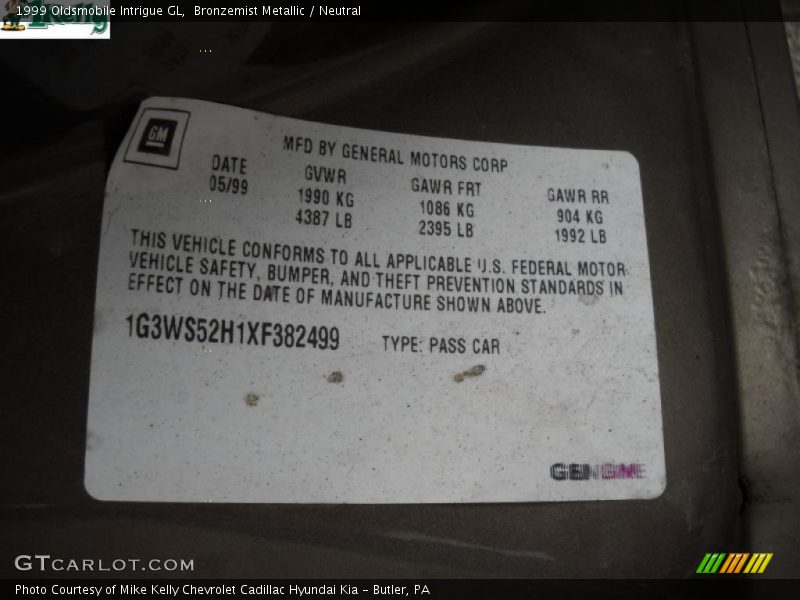 1999 Oldsmobile Intrigue GL, Bronzemist Metallic / Neutral
GM
MFD BY GENERAL MOTORS CORP
DATE GVWR GAWR FRT GAWR RR
05/99 1990 KG 1086 KG 904 KG
4387 LB 2395 LB 1992 LB
THIS VEHICLE CONFORMS TO ALL APPLICABLE U.S. FEDERAL MOTOR
VEHICLE SAFETY, BUMPER, AND THEFT PREVENTION STANDARDS IN
EFFECT ON THE DATE OF MANUFACTURE SHOWN ABOVE.
1G3WS52H1XF382499 TYPE: PASS CAR
GTCARLOT.COM
Photo Courtesy of Mike Kelly Chevrolet Cadillac Hyundai Kia - Butler, PA